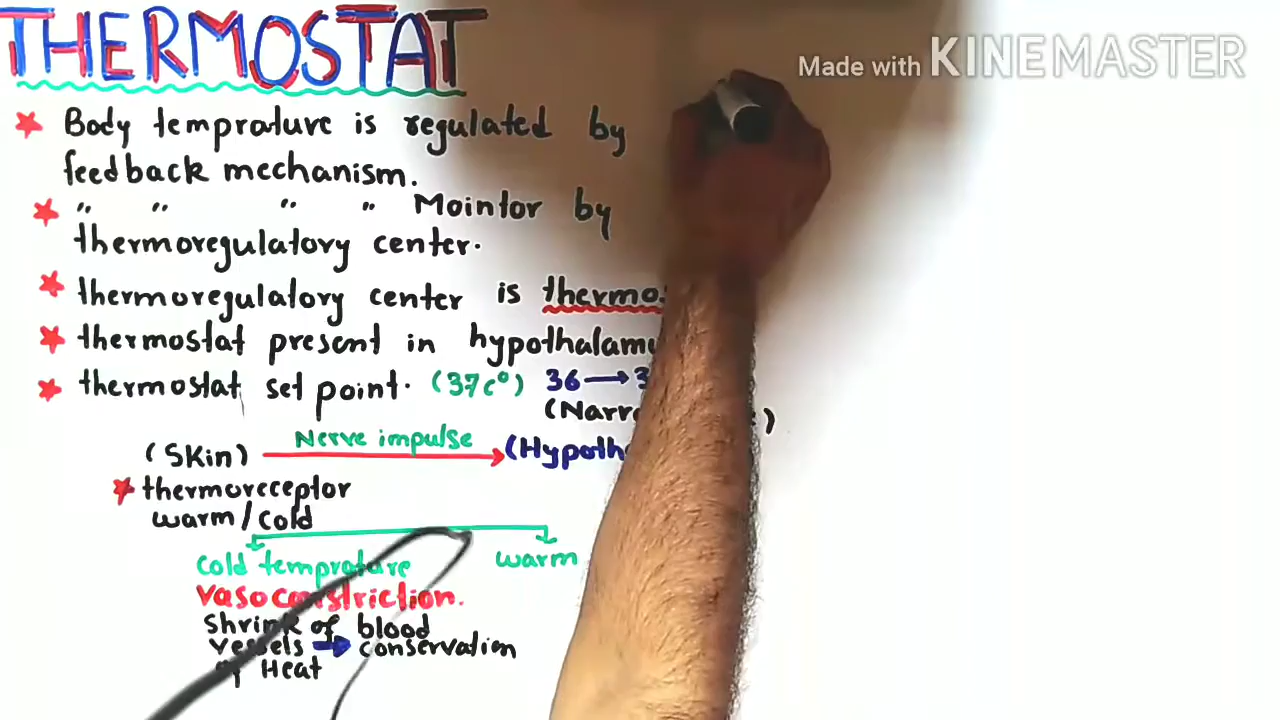 THERMOSTAT
Made with KINEMASTER
★ Body temprature is regulated by
feedback mechanism.
★ " " " " Mointor by
thermoregulatory center.
★ thermoregulatory center is thermo
★ thermostat present in hypothalam
★ thermostat set point. (37c°) 36 → 3
(Narr )
(Skin) Nerve impulse → (Hypoth
★ thermoreceptor
warm/cold
cold temprature warm
vasoconstriction.
Shrink of blood
vessels → conservation
of Heat